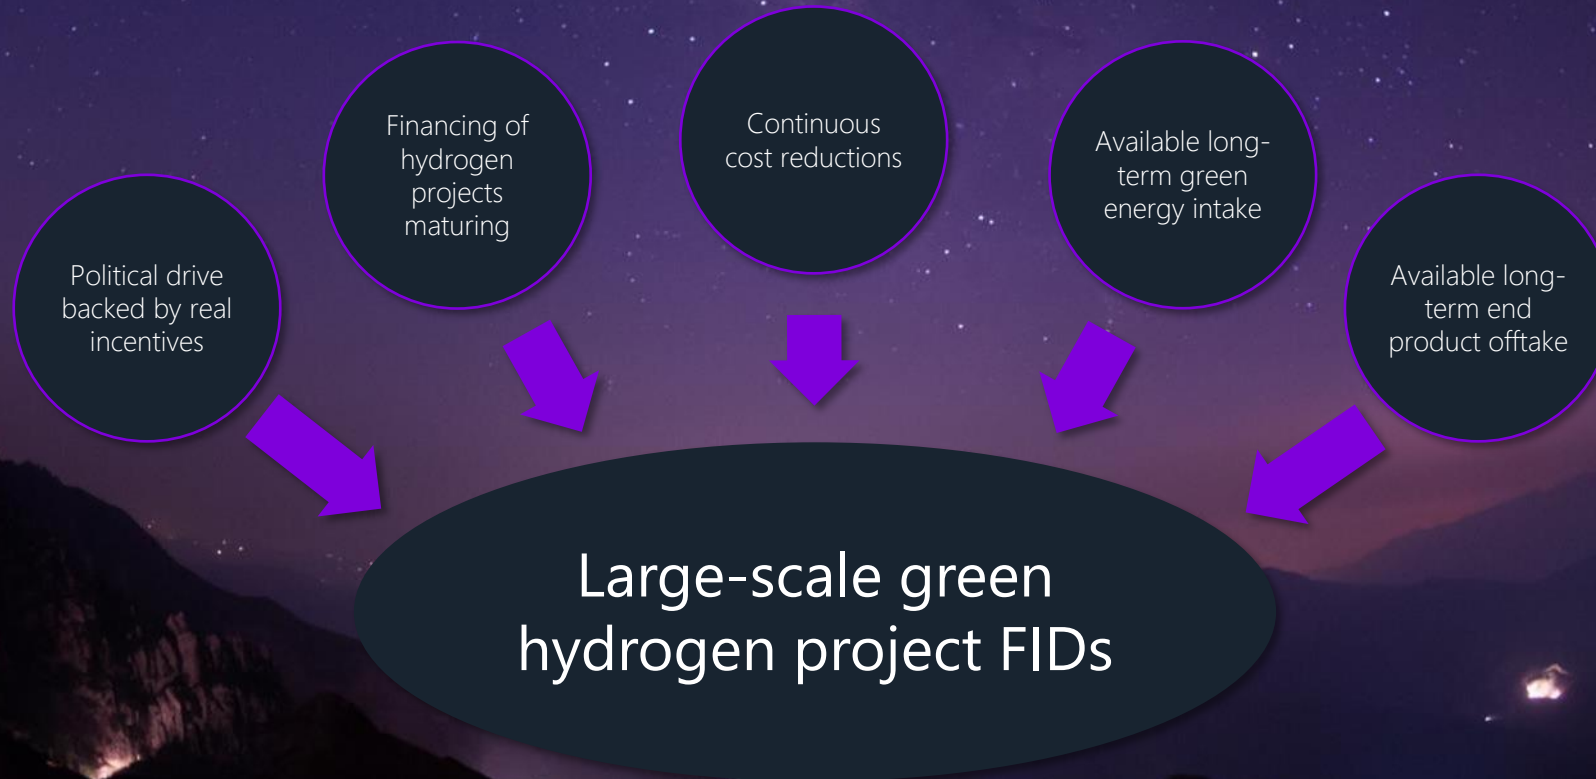 Political drive
backed by real
incentives
Financing of
hydrogen
projects
maturing
Continuous
cost reductions
Available long-
term green
energy intake
Available long-
term end
product offtake
Large-scale green
hydrogen project FIDs